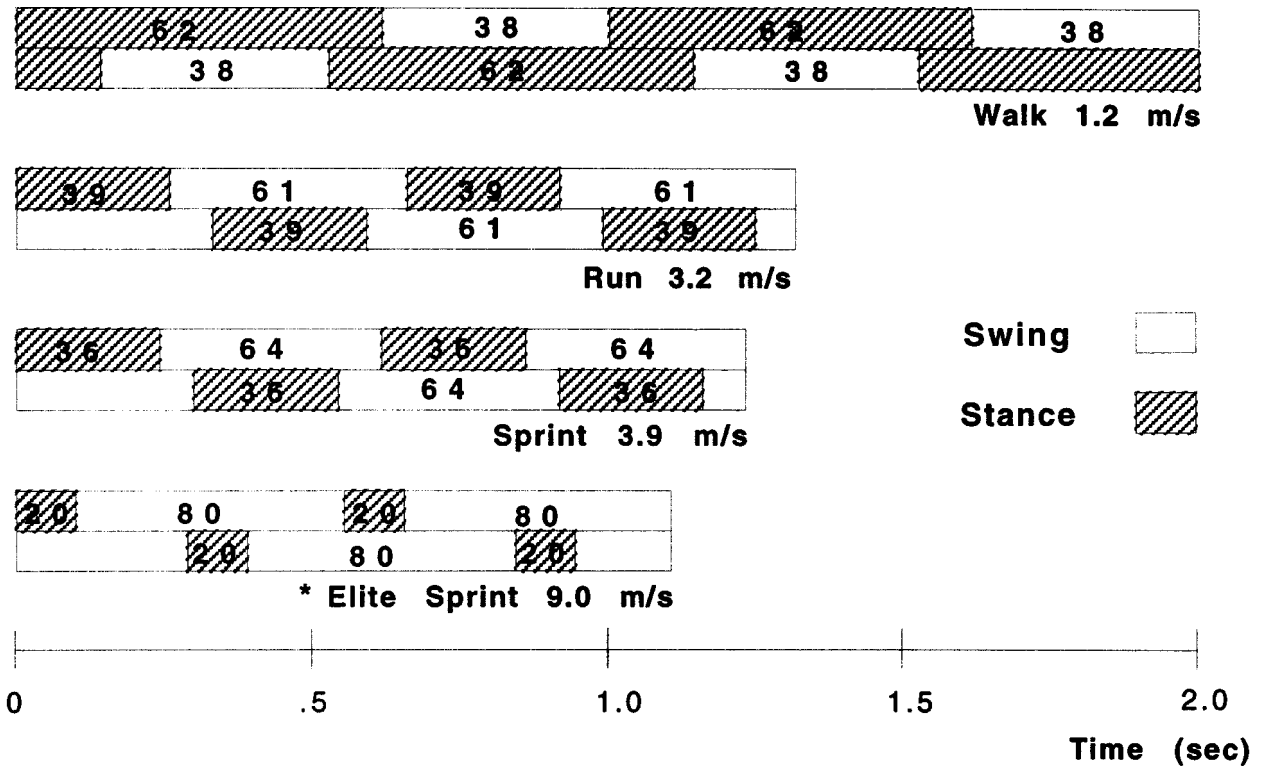 62 38 62 38
38 62 38
Walk 1.2 m/s
39 61 39 61
39 61 39
Run 3.2 m/s
36 64 36 64
36 64 36
Sprint 3.9 m/s
Swing
Stance
20 80 20 80
20 80 20
* Elite Sprint 9.0 m/s
0 .5 1.0 1.5 2.0
Time (sec)